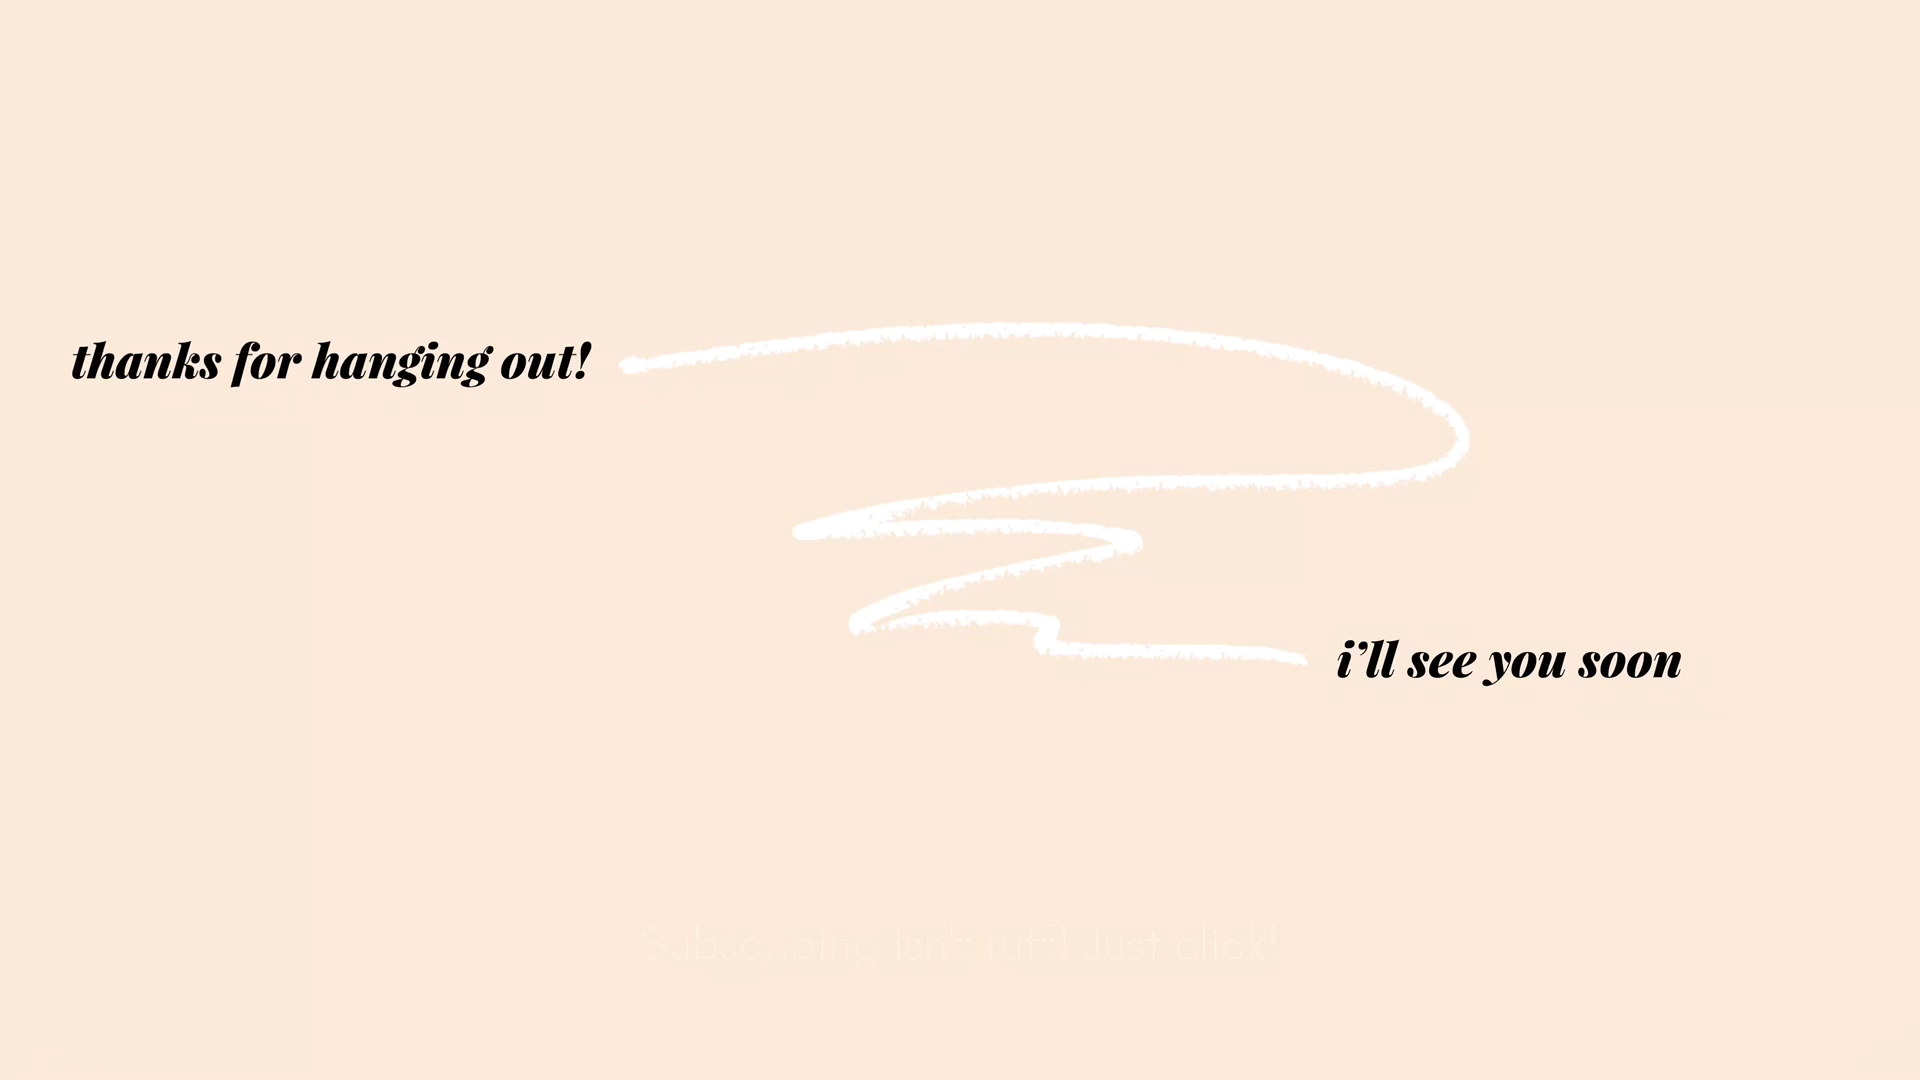 thanks for hanging out!
i’ll see you soon
Subscribing isn't ruff! Just click!